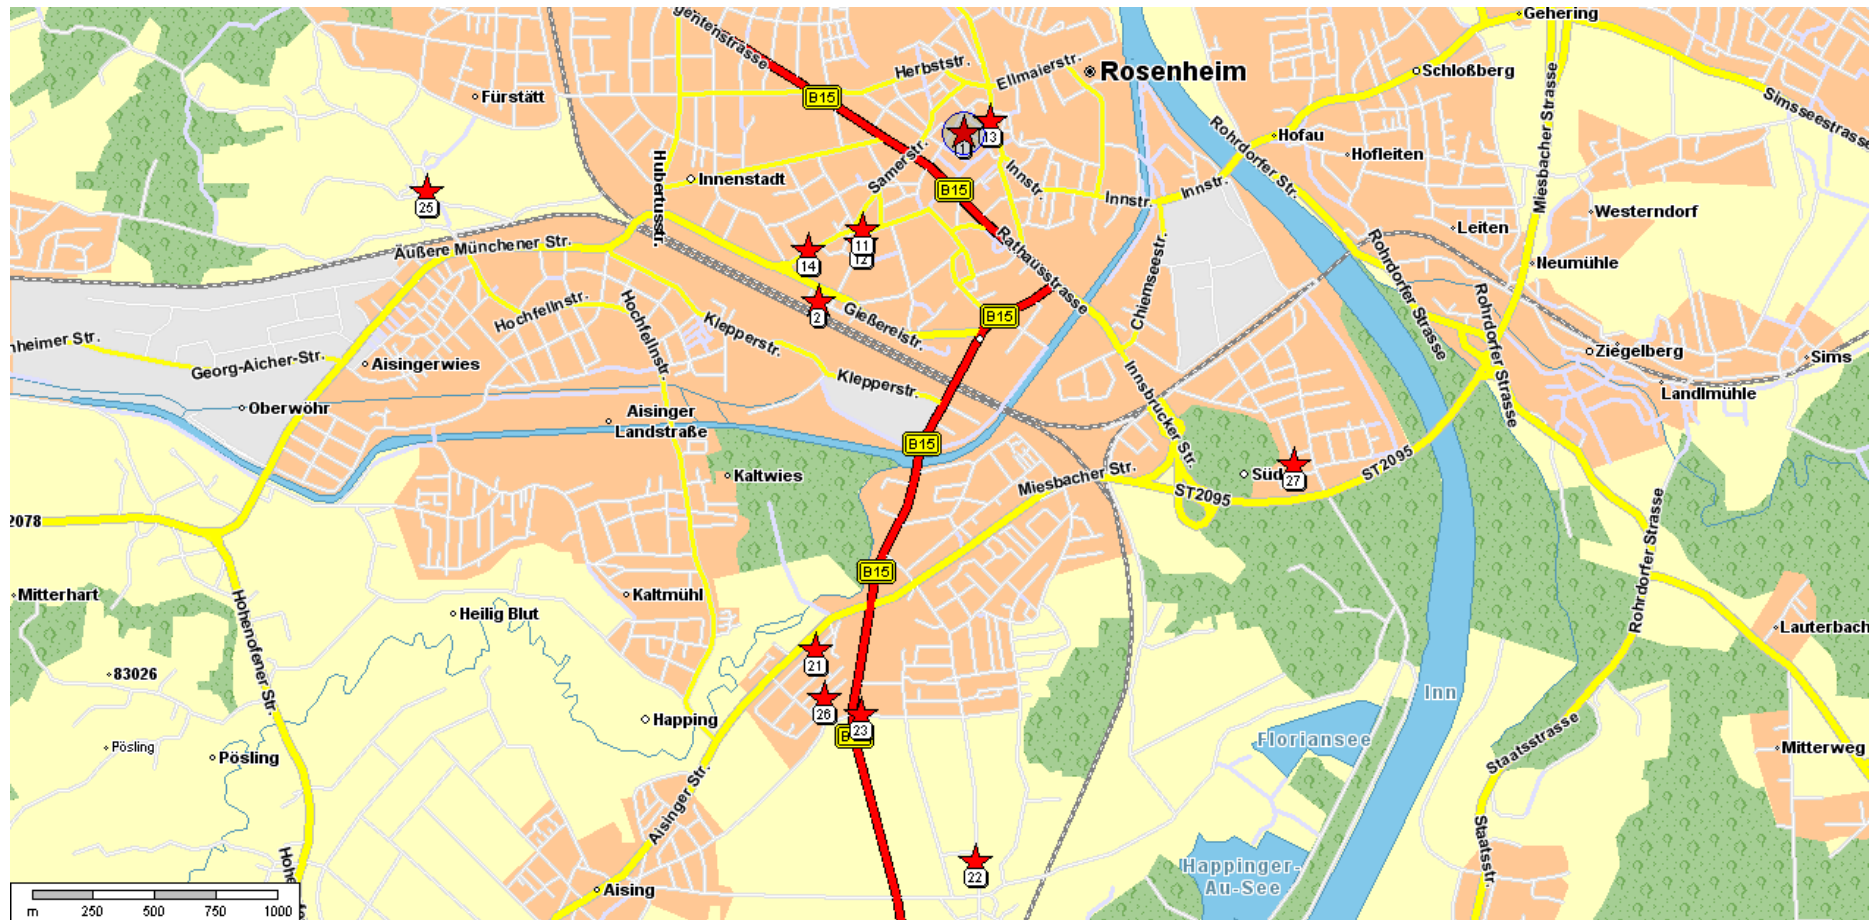 Gehering
Rosenheim
Schloßberg
Herbststr.
Ellmaierstr.
Fürstätt
B15
Simsseestrasse
Miesbacher Strasse
Rohrdorfer Str.
Hofau
Hofleiten
13
1
Samerstr.
Hubertusstr.
Innenstadt
B15
Innstr.
Innstr.
Innstr.
25
Westerndorf
Leiten
Äußere Münchener Str.
11
12
14
Rathausstrasse
Chiemseestr.
Rohrdorfer Strasse
Neumühle
Hochfellnstr.
Hochfellnstr.
2
Gießereistr.
B15
Klepperstr.
Rohrdorfer Strasse
nheimer Str.
Georg-Aicher-Str.
Aisingerwies
Klepperstr.
Innsbrucker Str.
Ziegelberg
Sims
Landlmühle
Oberwöhr
Aisinger
Landstraße
B15
Kaltwies
Miesbacher Str.
Süd
27
ST2095
ST2095
2078
Rohrdorfer Strasse
B15
Mitterhart
Hohenofener Str.
Heilig Blut
Kaltmühl
Lauterbach
21
83026
26
Inn
Happing
23
Floriansee
Staatsstrasse
Pösling
Pösling
Mitterweg
Aisinger Str.
22
Happinger-
Au-See
Staatsstr.
Aising
m 250 500 750 1000